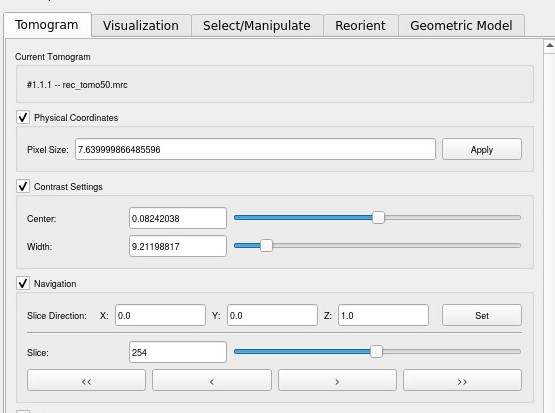 Tomogram Visualization Select/Manipulate Reorient Geometric Model
Current Tomogram
#1.1.1 -- rec_tomo50.mrc
Physical Coordinates
Pixel Size: 7.639999866485596 Apply
Contrast Settings
Center: 0.08242038
Width: 9.21198817
Navigation
Slice Direction: X: 0.0 Y: 0.0 Z: 1.0 Set
Slice: 254
<< < > >>